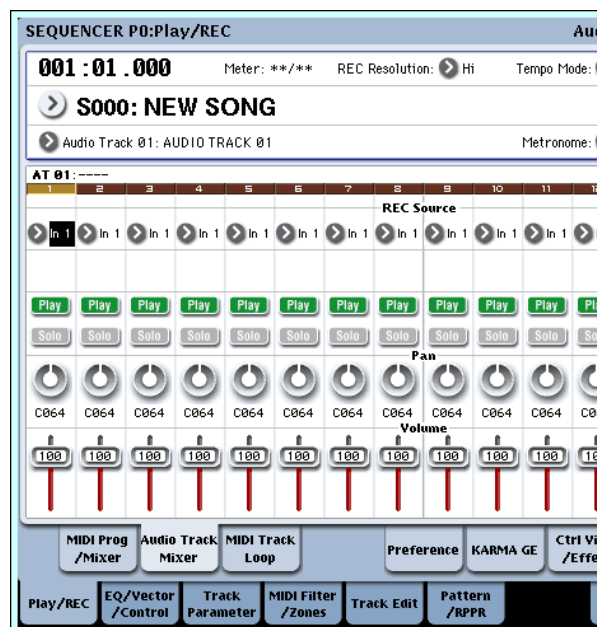 SEQUENCER P0:Play/REC Au
001:01.000 Meter: **/** REC Resolution: Hi Tempo Mode:
S000: NEW SONG
Audio Track 01: AUDIO TRACK 01 Metronome:
AT 01:----
1 2 3 4 5 6 7 8 9 10 11
REC Source
In 1 In 1 In 1 In 1 In 1 In 1 In 1 In 1 In 1 In 1 In 1
Play Play Play Play Play Play Play Play Play Play Play Pla
Solo Solo Solo Solo Solo Solo Solo Solo Solo Solo Solo So
Pan
C064 C064 C064 C064 C064 C064 C064 C064 C064 C064 C064 C0
Volume
100 100 100 100 100 100 100 100 100 100 100 10
MIDI Prog /Mixer Audio Track Mixer MIDI Track Loop Preference KARMA GE Ctrl Vi /Effe
Play/REC EQ/Vector /Control Track Parameter MIDI Filter /Zones Track Edit Pattern /RPPR